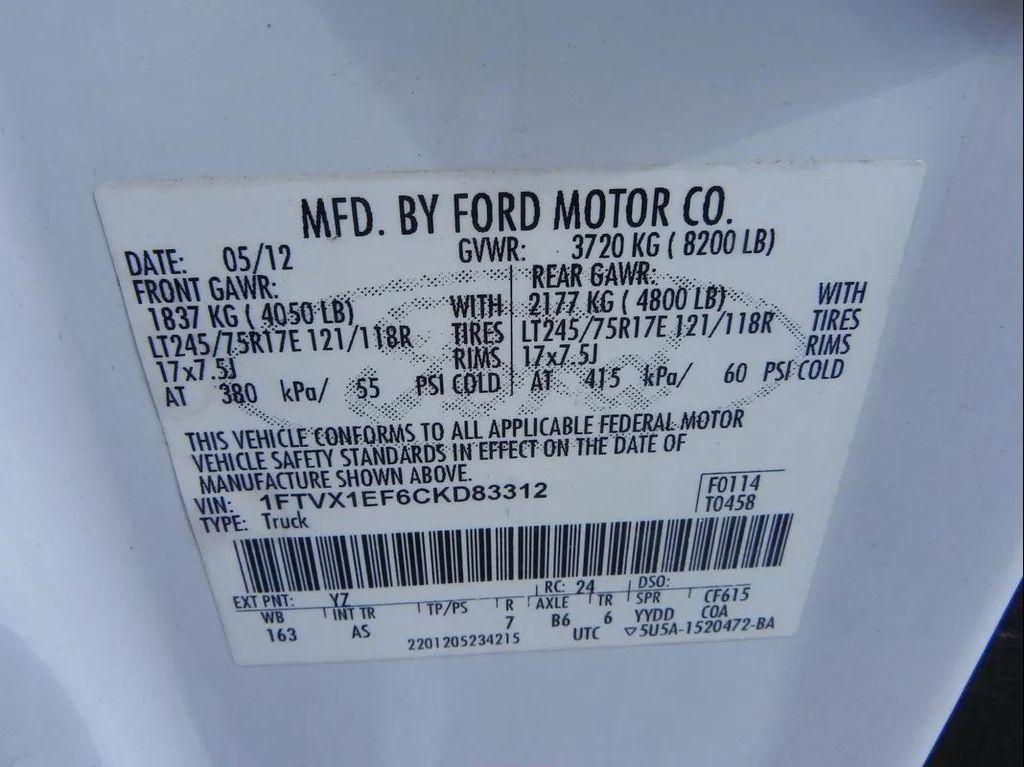 MFD. BY FORD MOTOR CO.
DATE: 05/12 GVWR: 3720 KG ( 8200 LB)
FRONT GAWR: REAR GAWR:
1837 KG ( 4050 LB) WITH 2177 KG ( 4800 LB) WITH
LT245/75R17E 121/118R TIRES LT245/75R17E 121/118R TIRES
17x7.5J RIMS 17x7.5J RIMS
AT 380 kPa/ 55 PSI COLD AT 415 kPa/ 60 PSI COLD
THIS VEHICLE CONFORMS TO ALL APPLICABLE FEDERAL MOTOR
VEHICLE SAFETY STANDARDS IN EFFECT ON THE DATE OF
MANUFACTURE SHOWN ABOVE.
VIN: 1FTVX1EF6CKD83312 F0114
TYPE: Truck T0458
EXT PNT: YZ RC: 24 DSO:
WB INT TR TP/PS R AXLE TR SPR CF615
163 AS 7 B6 6 YYDD COA
2201205234215 UTC ▽5U5A-1520472-BA